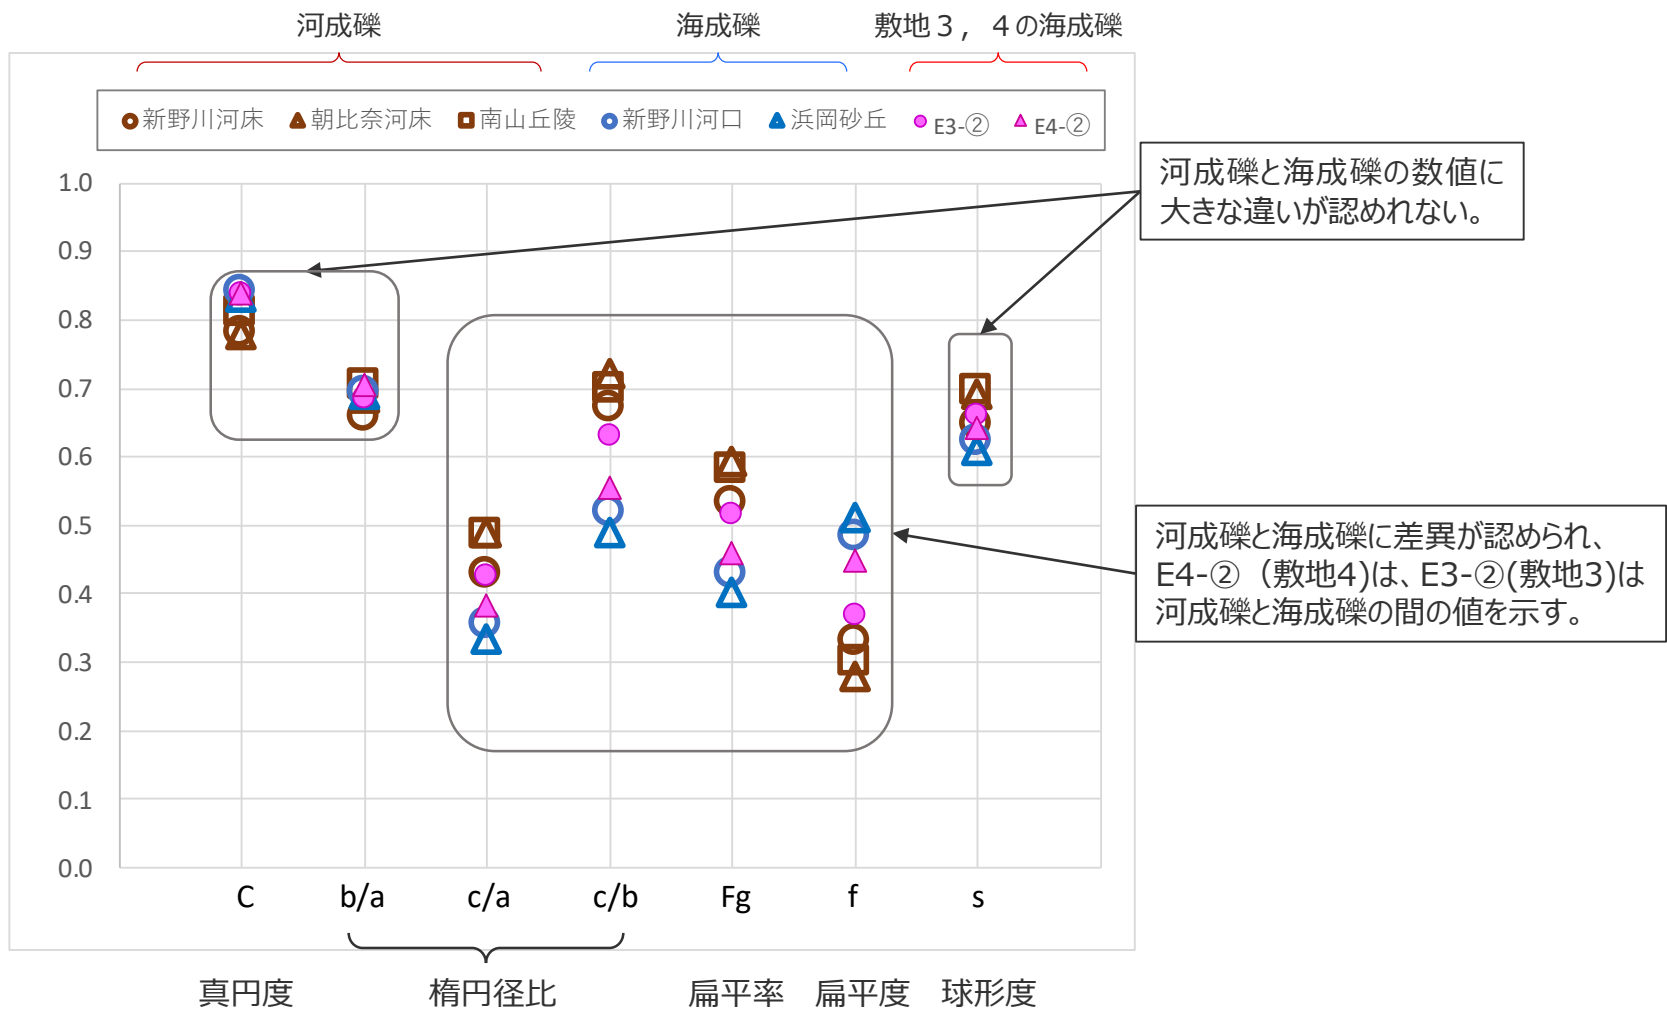 河成礫
海成礫
敷地３，４の海成礫
新野川河床
朝比奈河床
南山丘陵
新野川河口
浜岡砂丘
E3-②
E4-②
河成礫と海成礫の数値に
大きな違いが認めれない。
1.0
0.9
0.8
0.7
0.6
0.5
0.4
0.3
0.2
0.1
0.0
河成礫と海成礫に差異が認められ、
E4-②（敷地4)は、E3-②(敷地3)は
河成礫と海成礫の間の値を示す。
C
b/a
c/a
c/b
Fg
f
s
真円度
楕円径比
扁平率
扁平度
球形度